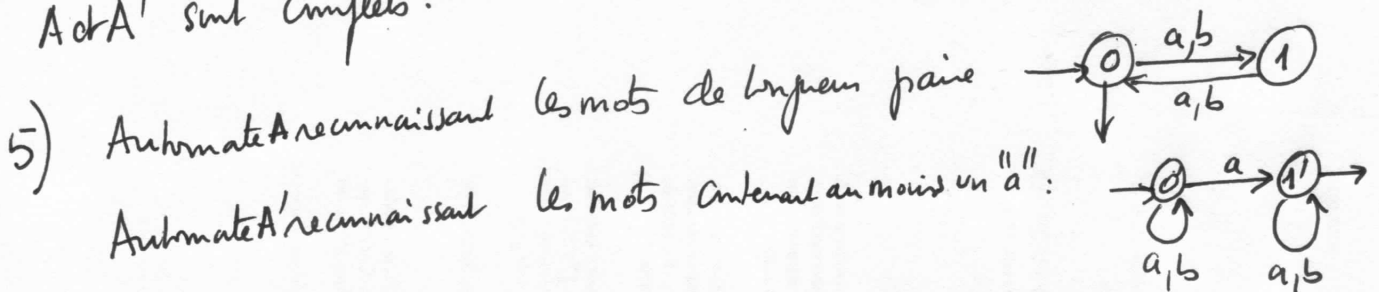 A et A' sont complets.
5) Automate A reconnaissant les mots de longueur paire
0 a,b 1
a,b
Automate A' reconnaissant les mots contenant au moins un "a" :
0' a 1'
a,b a,b